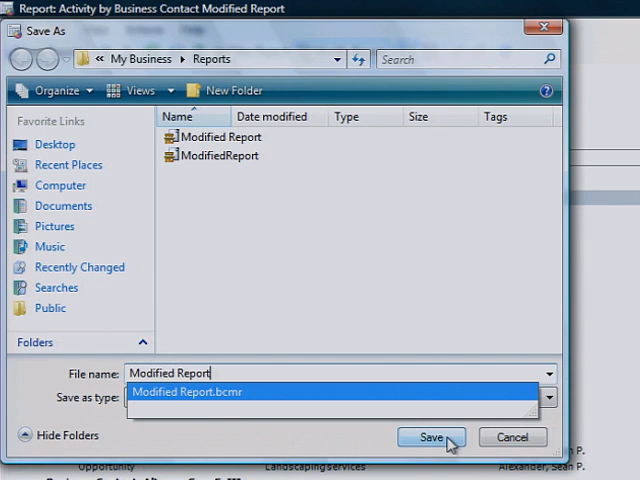 Report: Activity by Business Contact Modified Report
Save As
« My Business Reports
Search
Organize Views New Folder
Favorite Links
Desktop
Recent Places
Computer
Documents
Pictures
Music
Recently Changed
Searches
Public
Folders
Name Date modified Type Size Tags
Modified Report
ModifiedReport
File name: Modified Report
Modified Report.bcmr
Save as type:
Hide Folders
Save Cancel
Opportunity Landscaping services Alexander, Sean P.